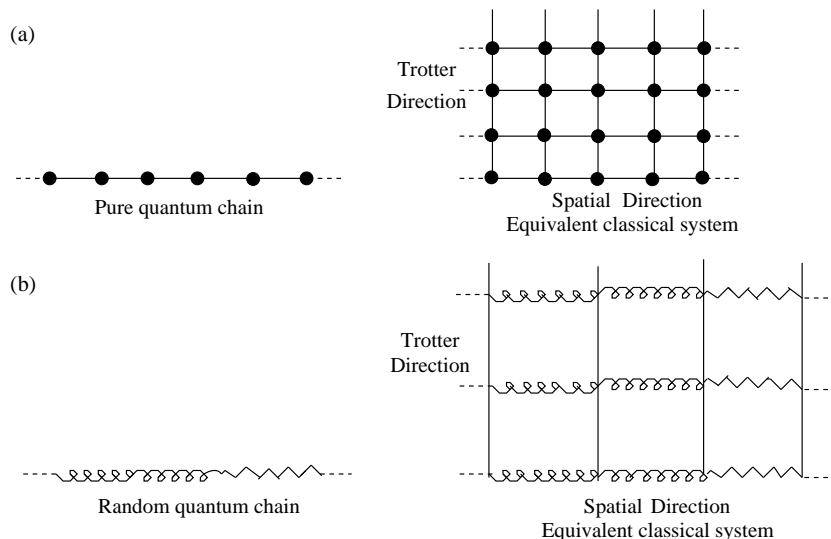 (a)
Trotter
Direction
Pure quantum chain
Spatial Direction
Equivalent classical system
(b)
Trotter
Direction
Random quantum chain
Spatial Direction
Equivalent classical system